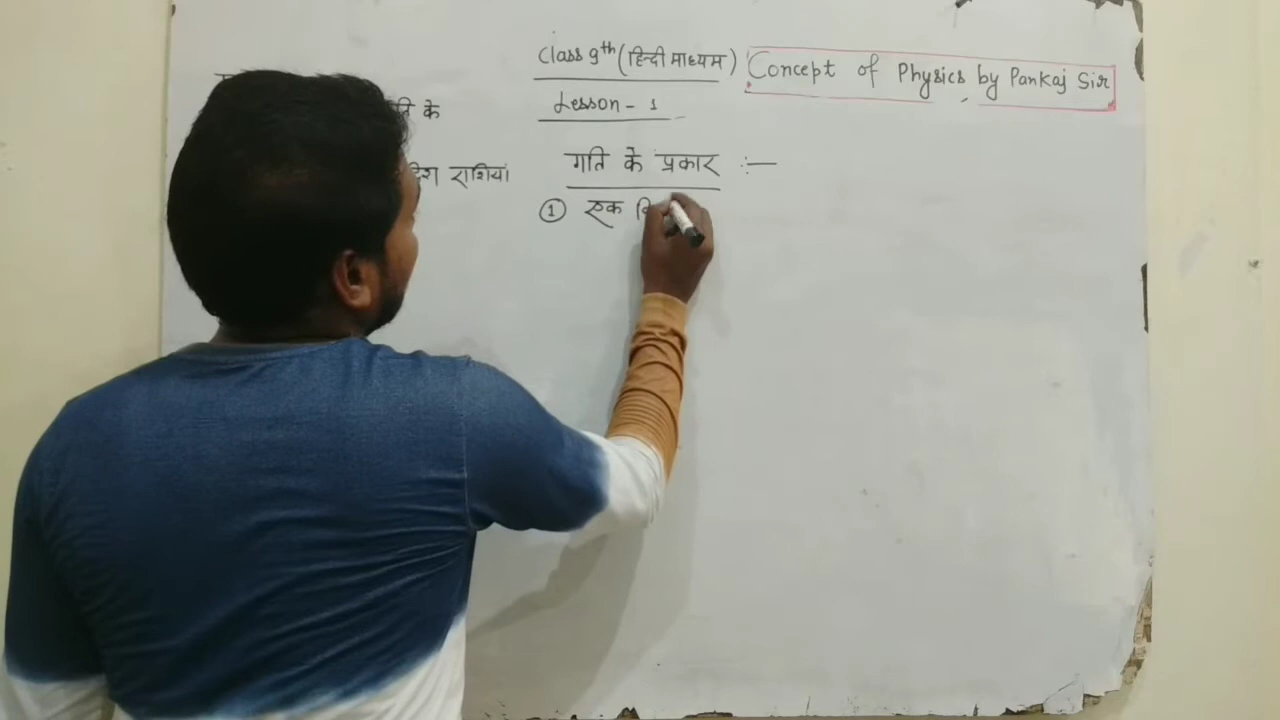 Class 9th (हिन्दी माध्यम)
Concept of Physics by Pankaj Sir
Lesson - 1
के
राशियां
गति के प्रकार :—
① एक